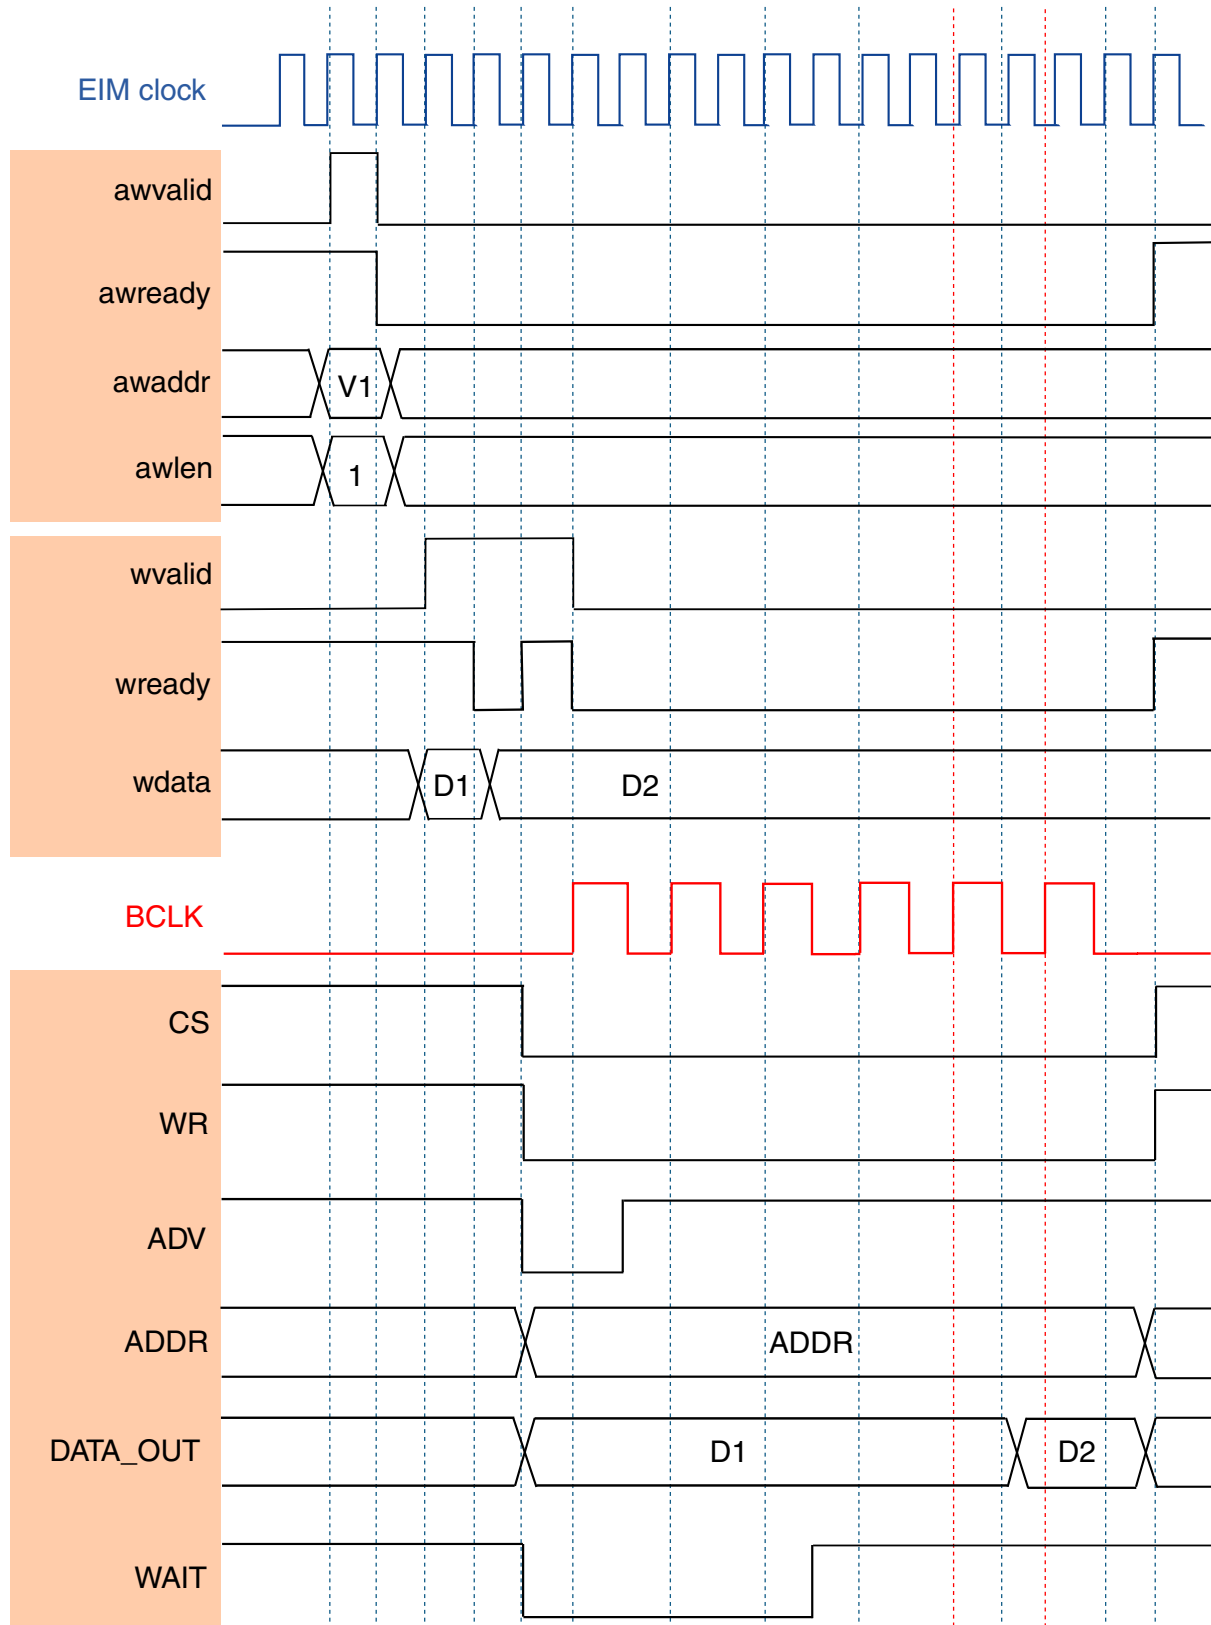 EIM clock
awvalid
awready
awaddr
V1
awlen
1
wvalid
wready
wdata
D1
D2
BCLK
CS
WR
ADV
ADDR
ADDR
DATA_OUT
D1
D2
WAIT